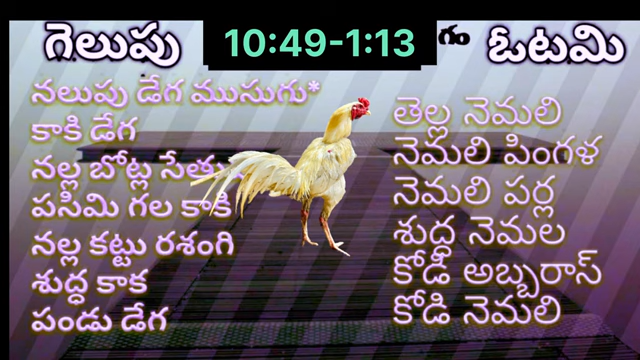 గెలుపు
10:49-1:13
గం
ఓటమి
నలుపు డేగ ముసుగు*
కాకి డేగ
నల్ల బోట్ల సేతు
పసిమి గల కాకి
నల్ల కట్టు రశంగి
శుద్ధ కాక
పండు డేగ
తెల్ల నెమలి
నెమలి పింగళ
నెమలి పర్ల
శుద్ధ నెమల
కోడి అబ్బరాస్
కోడి నెమలి